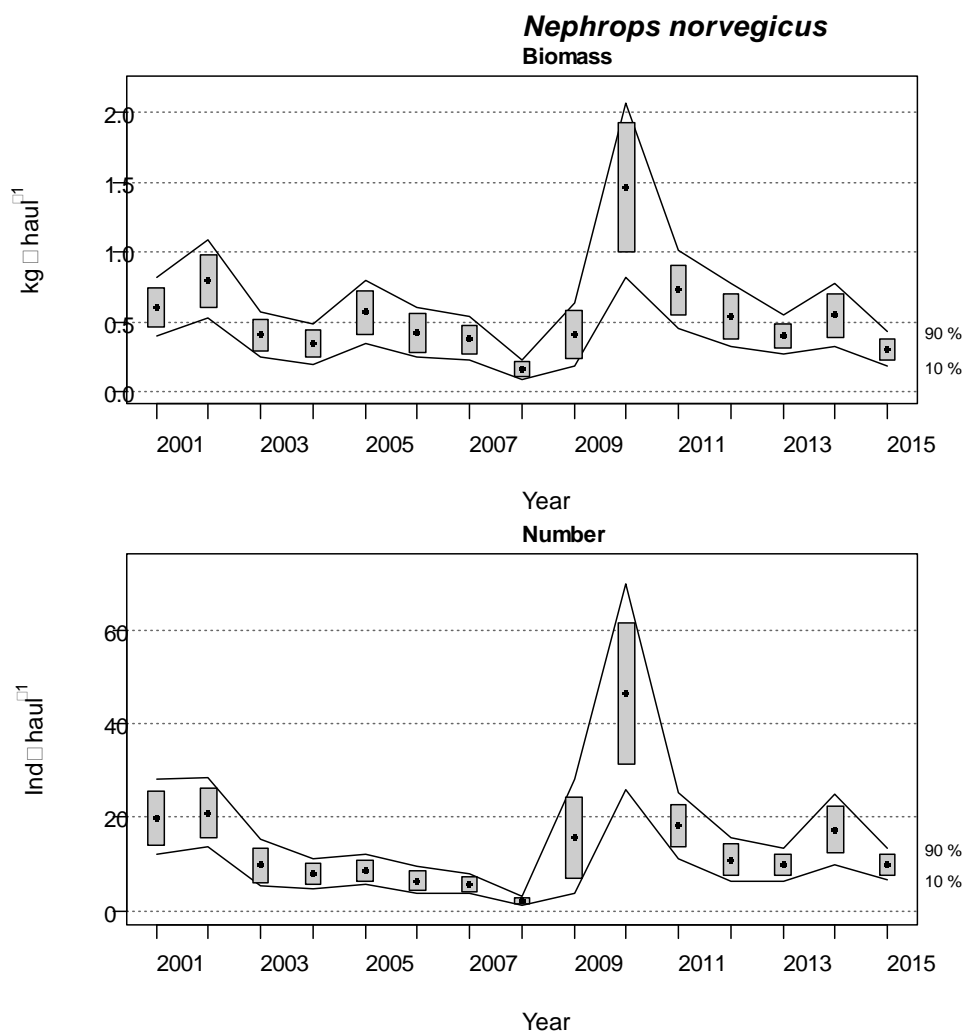 Nephrops norvegicus
Biomass
kg □ haul□1
2.0
1.5
1.0
0.5
0.0
90 %
10 %
2001 2003 2005 2007 2009 2011 2013 2015
Year
Number
Ind□ haul□1
60
40
20
0
90 %
10 %
2001 2003 2005 2007 2009 2011 2013 2015
Year